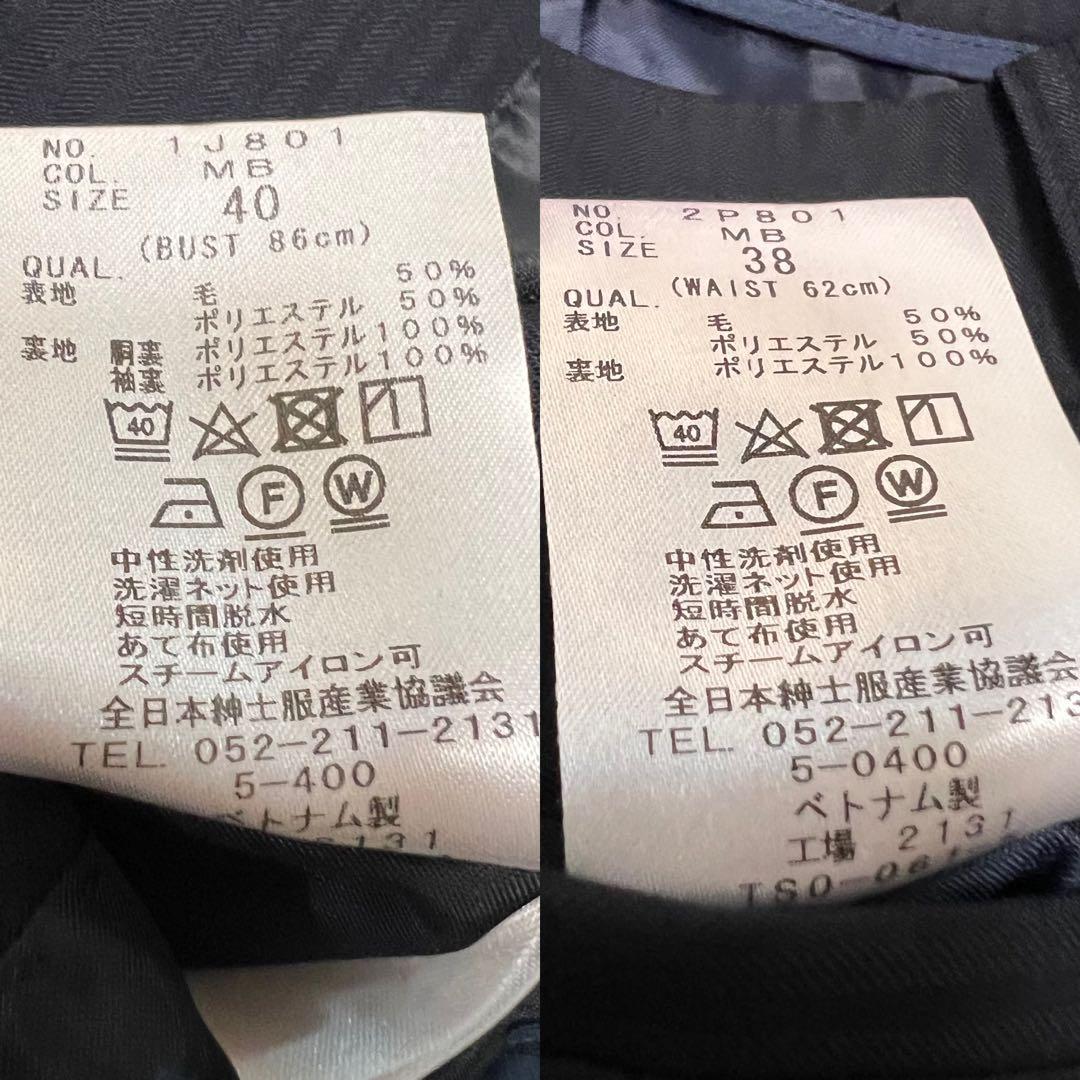 NO. 1J801
COL. MB
SIZE 40
(BUST 86cm)
QUAL.
表地 毛 50%
ポリエステル 50%
裏地 胴裏 ポリエステル 100%
袖裏 ポリエステル 100%
40
F W
中性洗剤使用
洗濯ネット使用
短時間脱水
あて布使用
スチームアイロン可
全日本紳士服産業協議会
TEL. 052-211-2131
5-400
ベトナム製
NO. 2P801
COL. MB
SIZE 38
QUAL. (WAIST 62cm)
表地 毛 50%
ポリエステル 50%
裏地 ポリエステル 100%
40
F W
中性洗剤使用
洗濯ネット使用
短時間脱水
あて布使用
スチームアイロン可
全日本紳士服産業協議会
TEL. 052-211-213
5-0400
ベトナム製
工場 2131